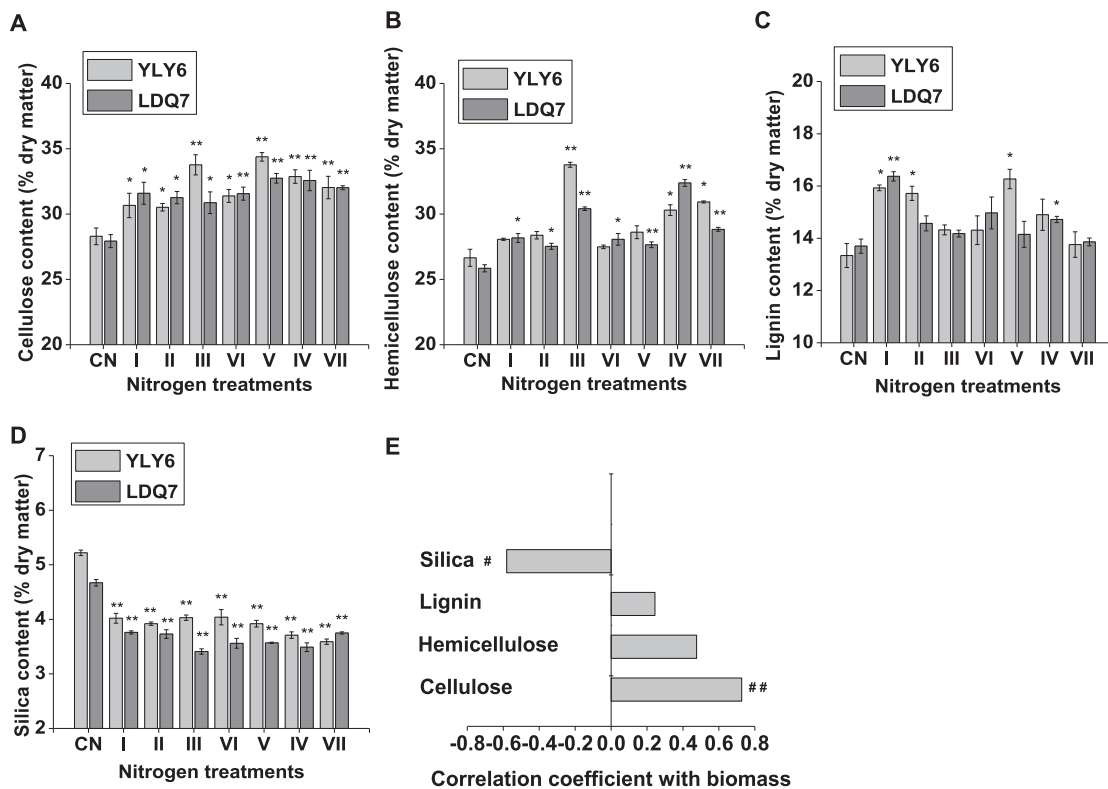 A
YLY6
LDQ7
Cellulose content (% dry matter)
40
35
30
25
20
* * * * ** * * ** ** ** ** ** ** **
CN I II III VI V IV VII
Nitrogen treatments
B
YLY6
LDQ7
Hemicellulose content (% dry matter)
40
35
30
25
20
* * ** ** * ** * ** * **
CN I II III VI V IV VII
Nitrogen treatments
C
YLY6
LDQ7
Lignin content (% dry matter)
20
18
16
14
12
10
* ** * * *
CN I II III VI V IV VII
Nitrogen treatments
D
YLY6
LDQ7
Silica content (% dry matter)
7
6
5
4
3
2
** ** ** ** ** ** ** ** ** ** ** ** ** **
CN I II III VI V IV VII
Nitrogen treatments
E
Silica #
Lignin
Hemicellulose
Cellulose ##
-0.8 -0.6 -0.4 -0.2 0.0 0.2 0.4 0.6 0.8
Correlation coefficient with biomass